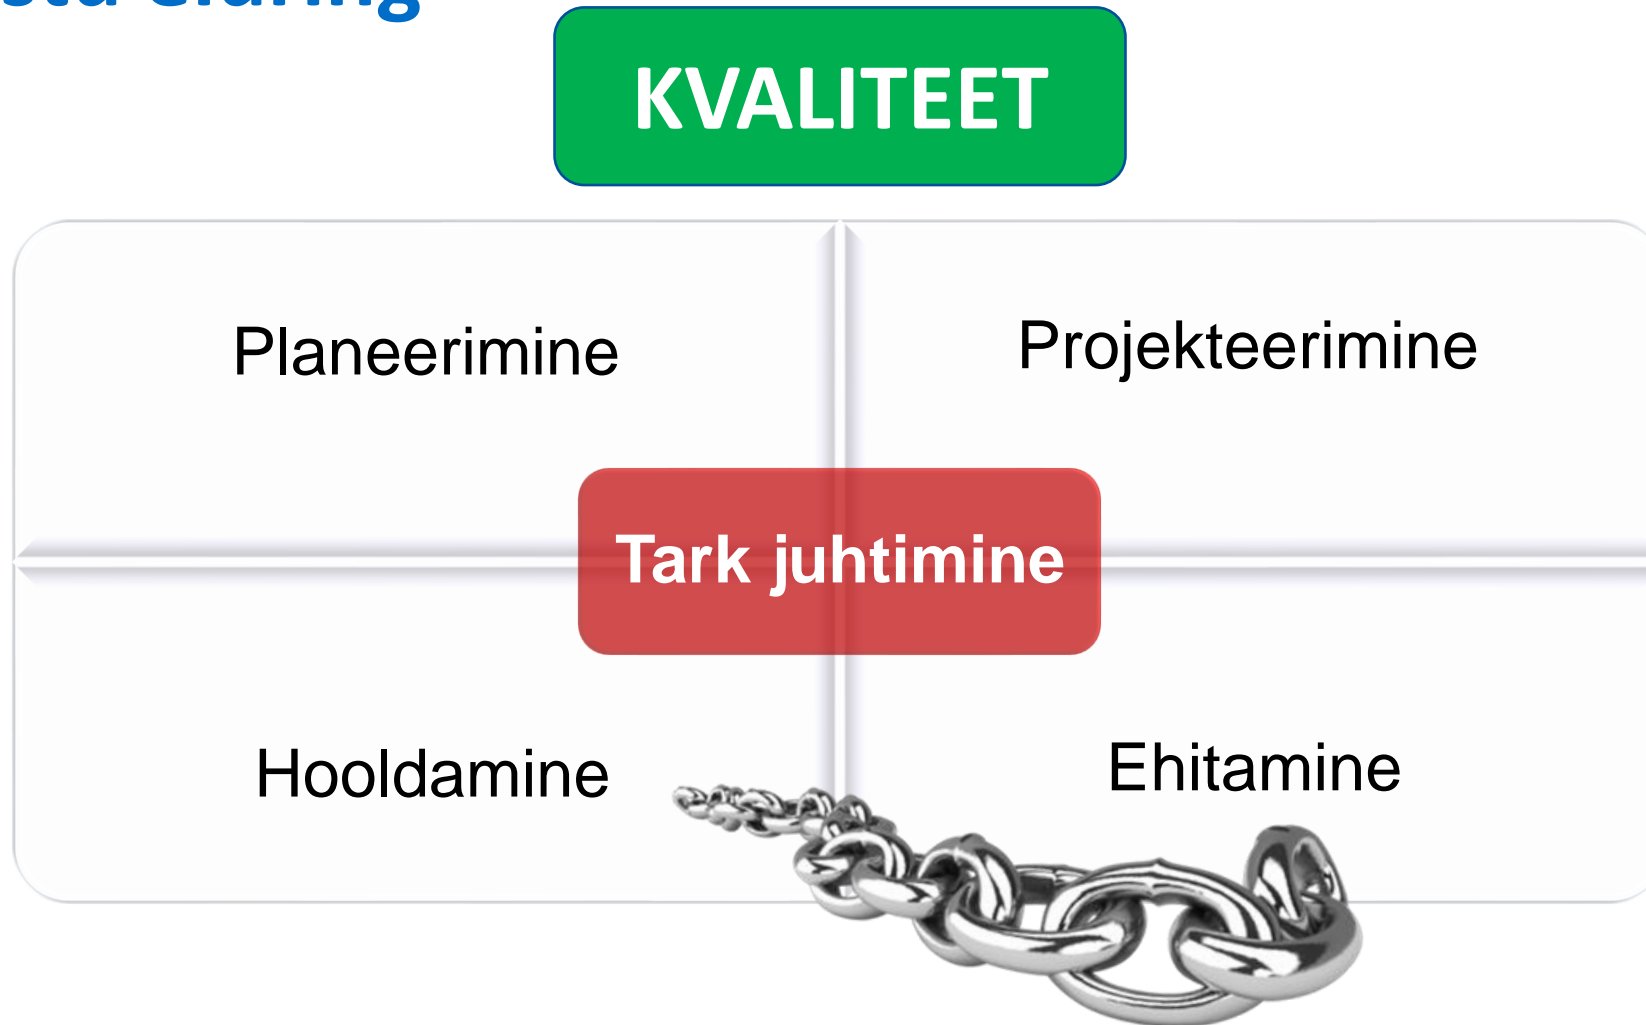 KVALITEET
Planeerimine
Projekteerimine
Tark juhtimine
Hooldamine
Ehitamine